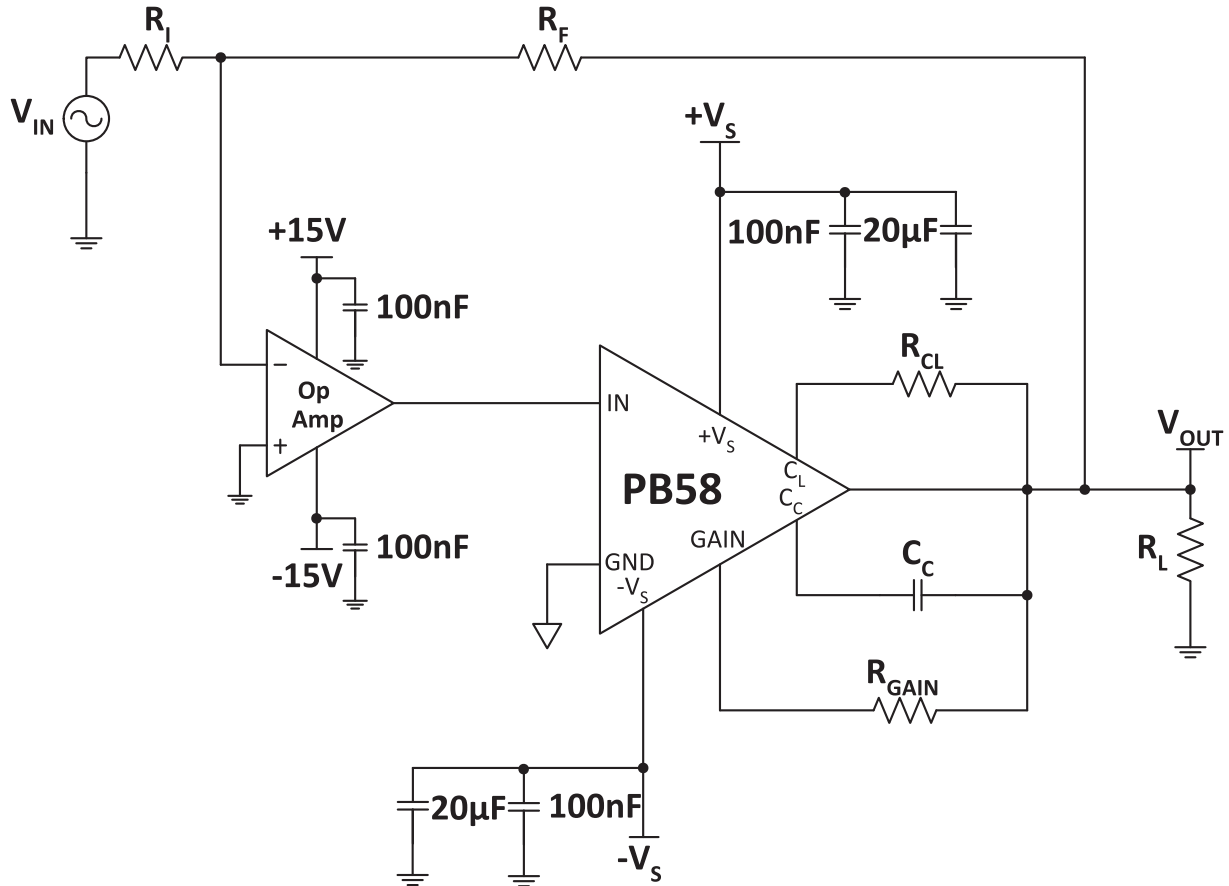 R_I
R_F
V_IN
+V_S
+15V
100nF
20µF
100nF
R_CL
−
Op
Amp
+
IN
+V_S
V_OUT
C_L
PB58
C_C
GAIN
100nF
-15V
GND
-V_S
C_C
R_L
R_GAIN
20µF
100nF
-V_S